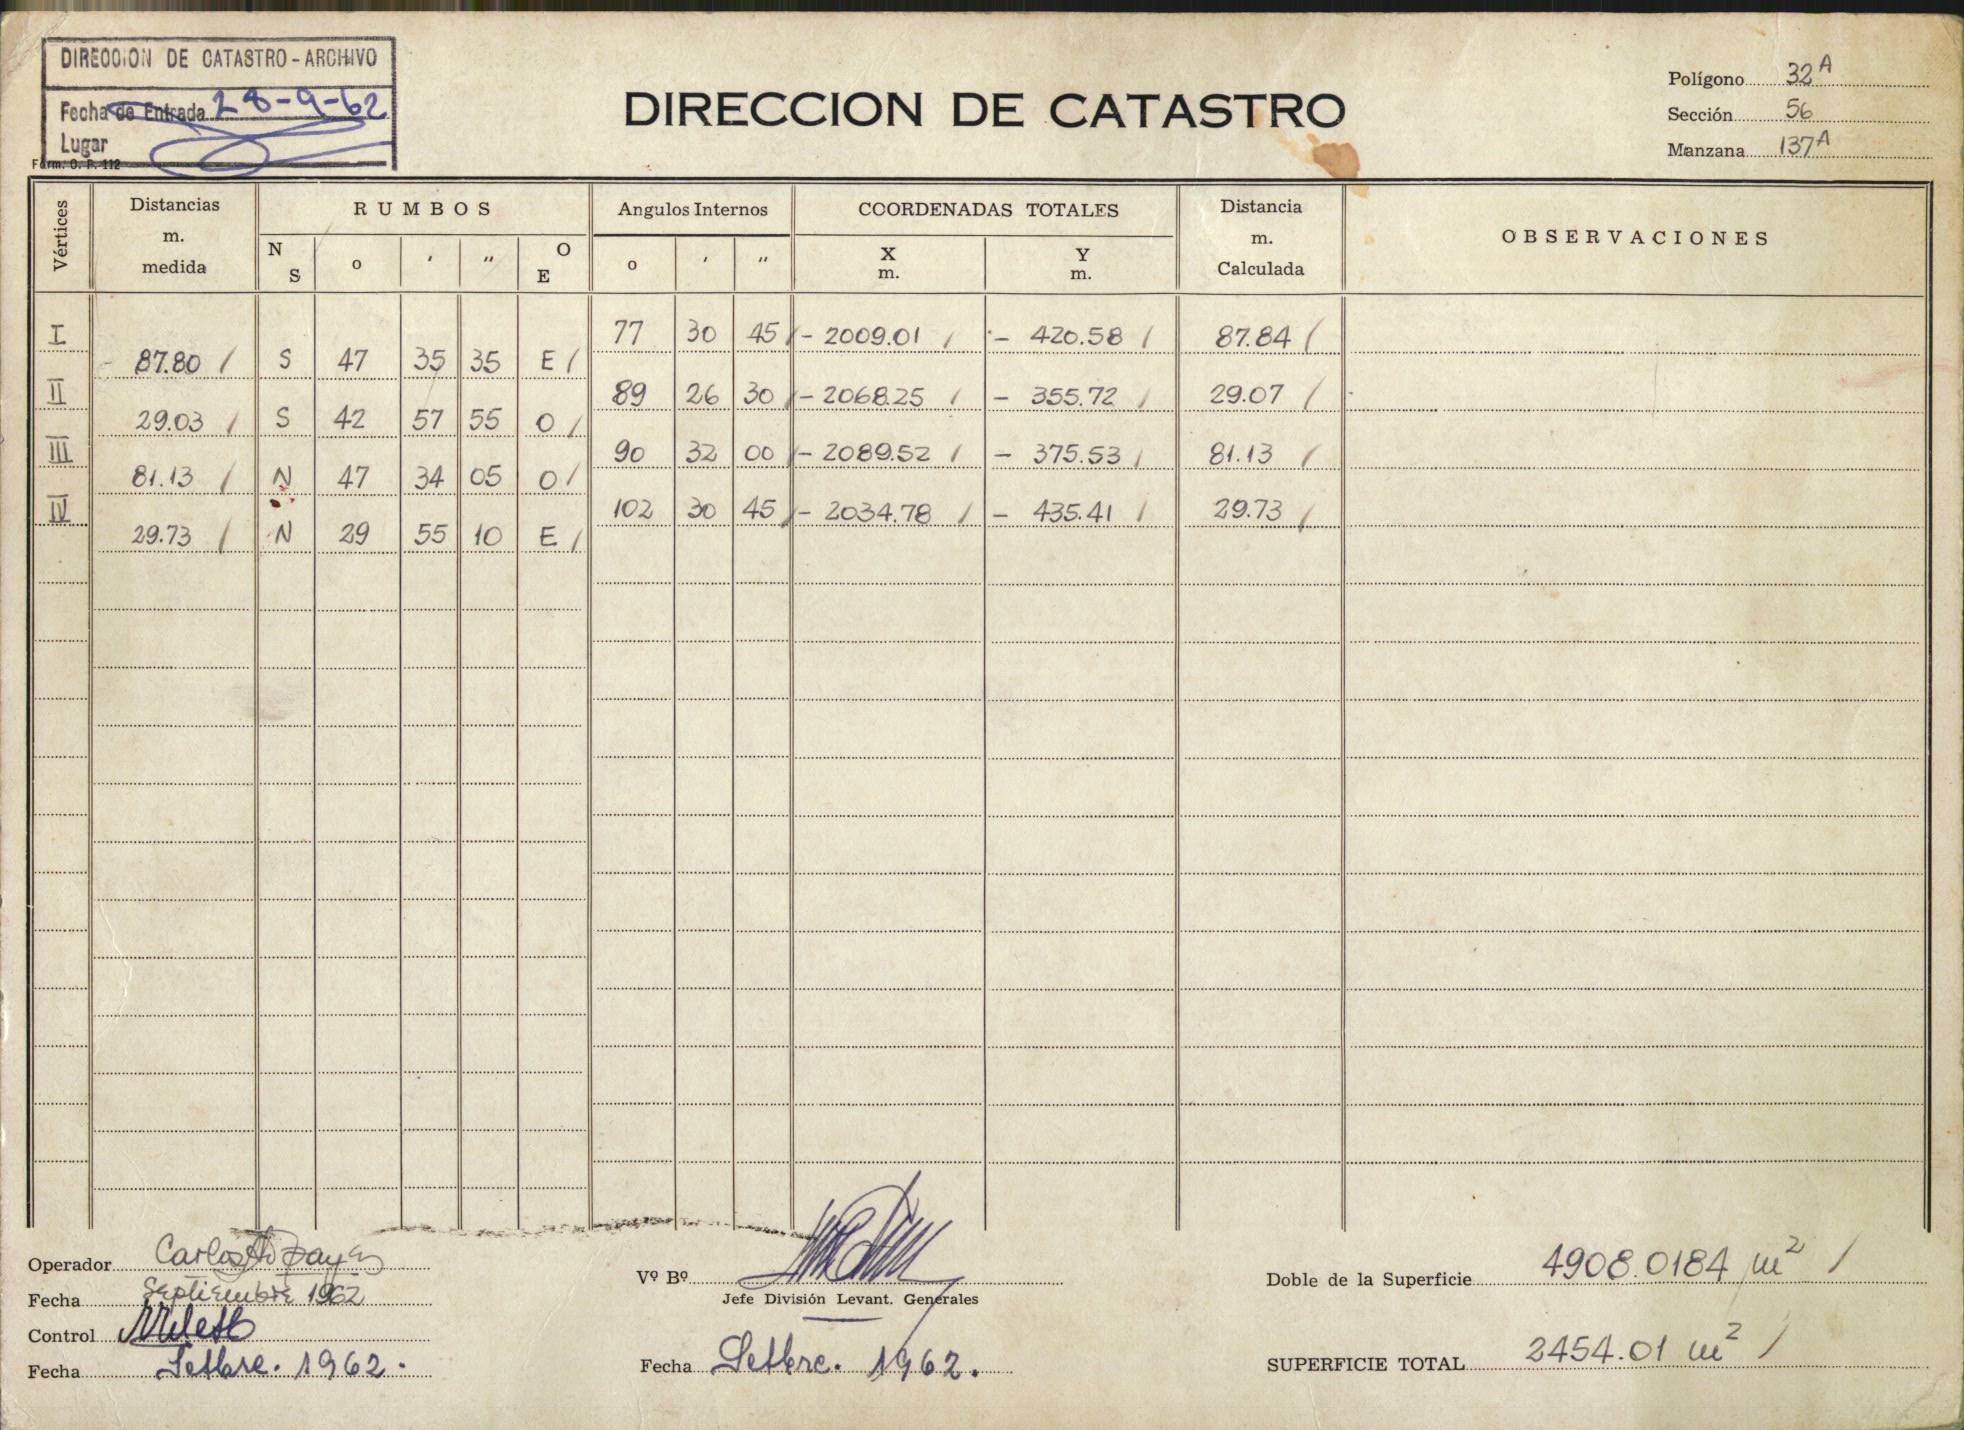 DIRECCION DE CATASTRO - ARCHIVO
Fecha de Entrada 28-9-62
Lugar
Form. O. P. 112
DIRECCION DE CATASTRO
Polígono 32A
Sección 56
Manzana 137A
Vértices
Distancias m. medida
RUMBOS
Angulos Internos
COORDENADAS TOTALES
Distancia m. Calculada
OBSERVACIONES
N S o ′ ″ O E o ′ ″ X m. Y m.
I 77 30 45 / - 2009.01 / - 420.58 / 87.84 /
87.80 / S 47 35 35 E /
II 89 26 30 / - 2068.25 / - 355.72 / 29.07 /
29.03 / S 42 57 55 O /
III 90 32 00 / - 2089.52 / - 375.53 / 81.13 /
81.13 / N 47 34 05 O /
IV 102 30 45 / - 2034.78 / - 435.41 / 29.73 /
29.73 / N 29 55 10 E /
Operador Carlos
Fecha Septiembre 1962
Control
Fecha Setbre. 1962.
Vº Bº
Jefe División Levant. Generales
Fecha Setbre. 1962.
Doble de la Superficie 4908.0184 m2 /
SUPERFICIE TOTAL 2454.01 m2 /